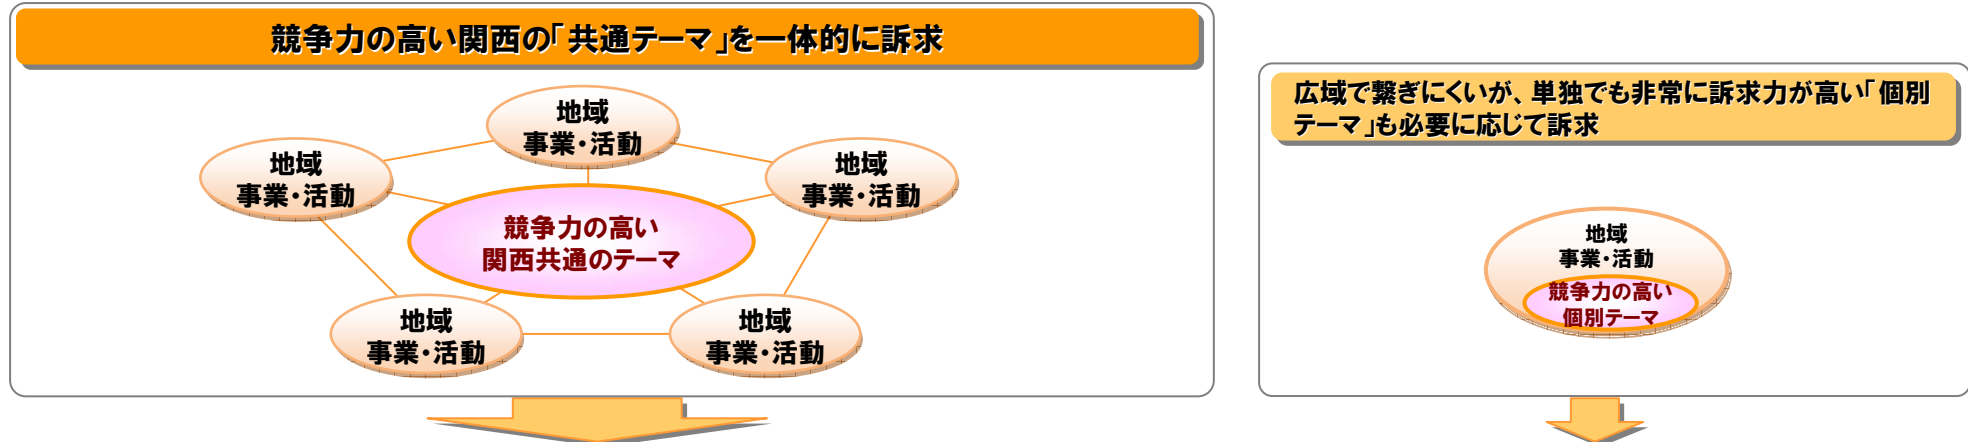 競争力の高い関西の「共通テーマ」を一体的に訴求
地域
事業・活動
地域
事業・活動
地域
事業・活動
競争力の高い
関西共通のテーマ
地域
事業・活動
地域
事業・活動
広域で繋ぎにくいが、単独でも非常に訴求力が高い「個別
テーマ」も必要に応じて訴求
地域
事業・活動
競争力の高い
個別テーマ